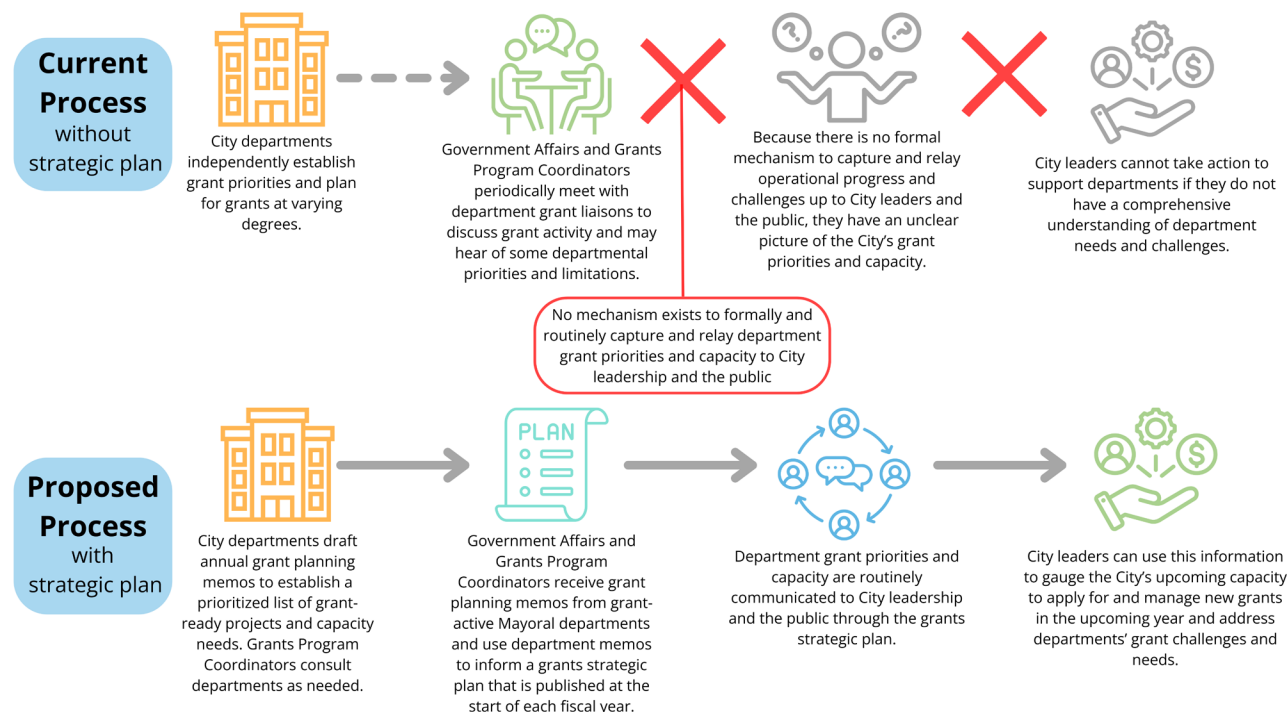 Current
Process
without
strategic plan
City departments
independently establish
grant priorities and plan
for grants at varying
degrees.
Government Affairs and Grants
Program Coordinators
periodically meet with
department grant liaisons to
discuss grant activity and may
hear of some departmental
priorities and limitations.
? ?
Because there is no formal
mechanism to capture and relay
operational progress and
challenges up to City leaders and
the public, they have an unclear
picture of the City’s grant
priorities and capacity.
$
City leaders cannot take action to
support departments if they do not
have a comprehensive
understanding of department
needs and challenges.
No mechanism exists to formally and
routinely capture and relay department
grant priorities and capacity to City
leadership and the public
Proposed
Process
with
strategic plan
City departments draft
annual grant planning
memos to establish a
prioritized list of grant-
ready projects and capacity
needs. Grants Program
Coordinators consult
departments as needed.
PLAN
Government Affairs and
Grants Program
Coordinators receive grant
planning memos from grant-
active Mayoral departments
and use department memos
to inform a grants strategic
plan that is published at the
start of each fiscal year.
Department grant priorities and
capacity are routinely
communicated to City leadership
and the public through the grants
strategic plan.
$
City leaders can use this information
to gauge the City’s upcoming capacity
to apply for and manage new grants
in the upcoming year and address
departments’ grant challenges and
needs.